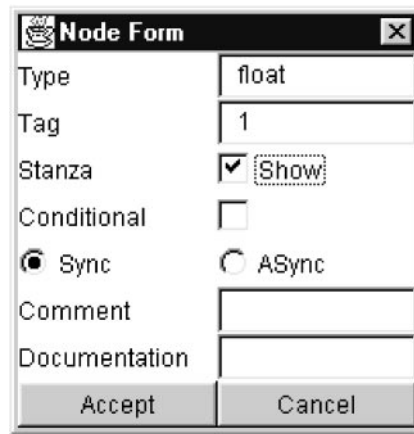 Node Form
Type float
Tag 1
Stanza Show
Conditional
Sync ASync
Comment
Documentation
Accept Cancel